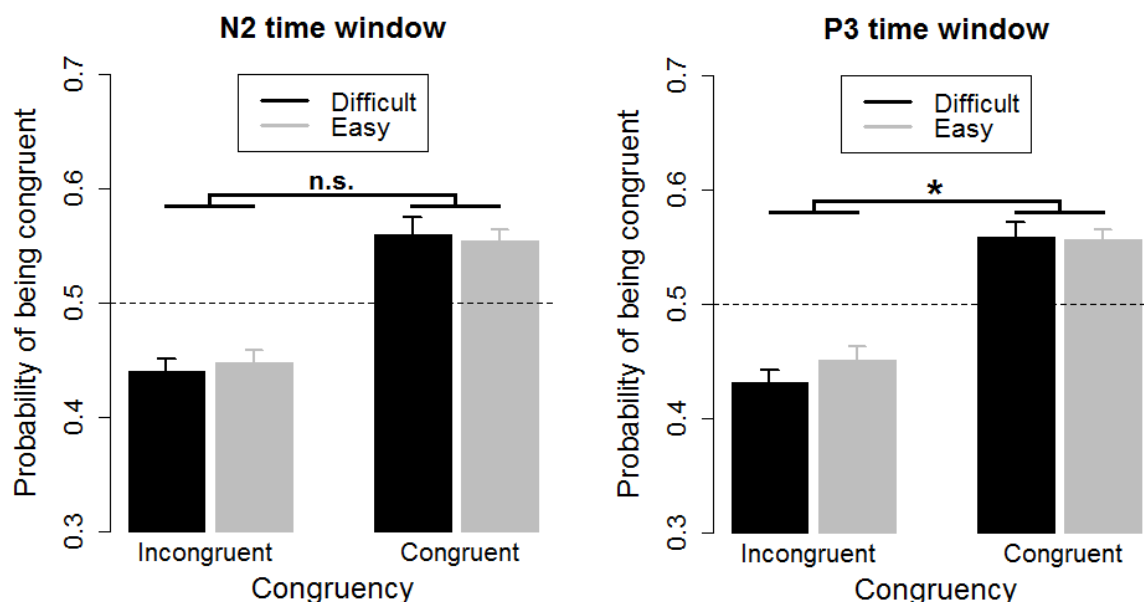 N2 time window
Probability of being congruent
0.7
0.6
0.5
0.4
0.3
Difficult
Easy
n.s.
Incongruent Congruent
Congruency
P3 time window
Probability of being congruent
0.7
0.6
0.5
0.4
0.3
Difficult
Easy
*
Incongruent Congruent
Congruency